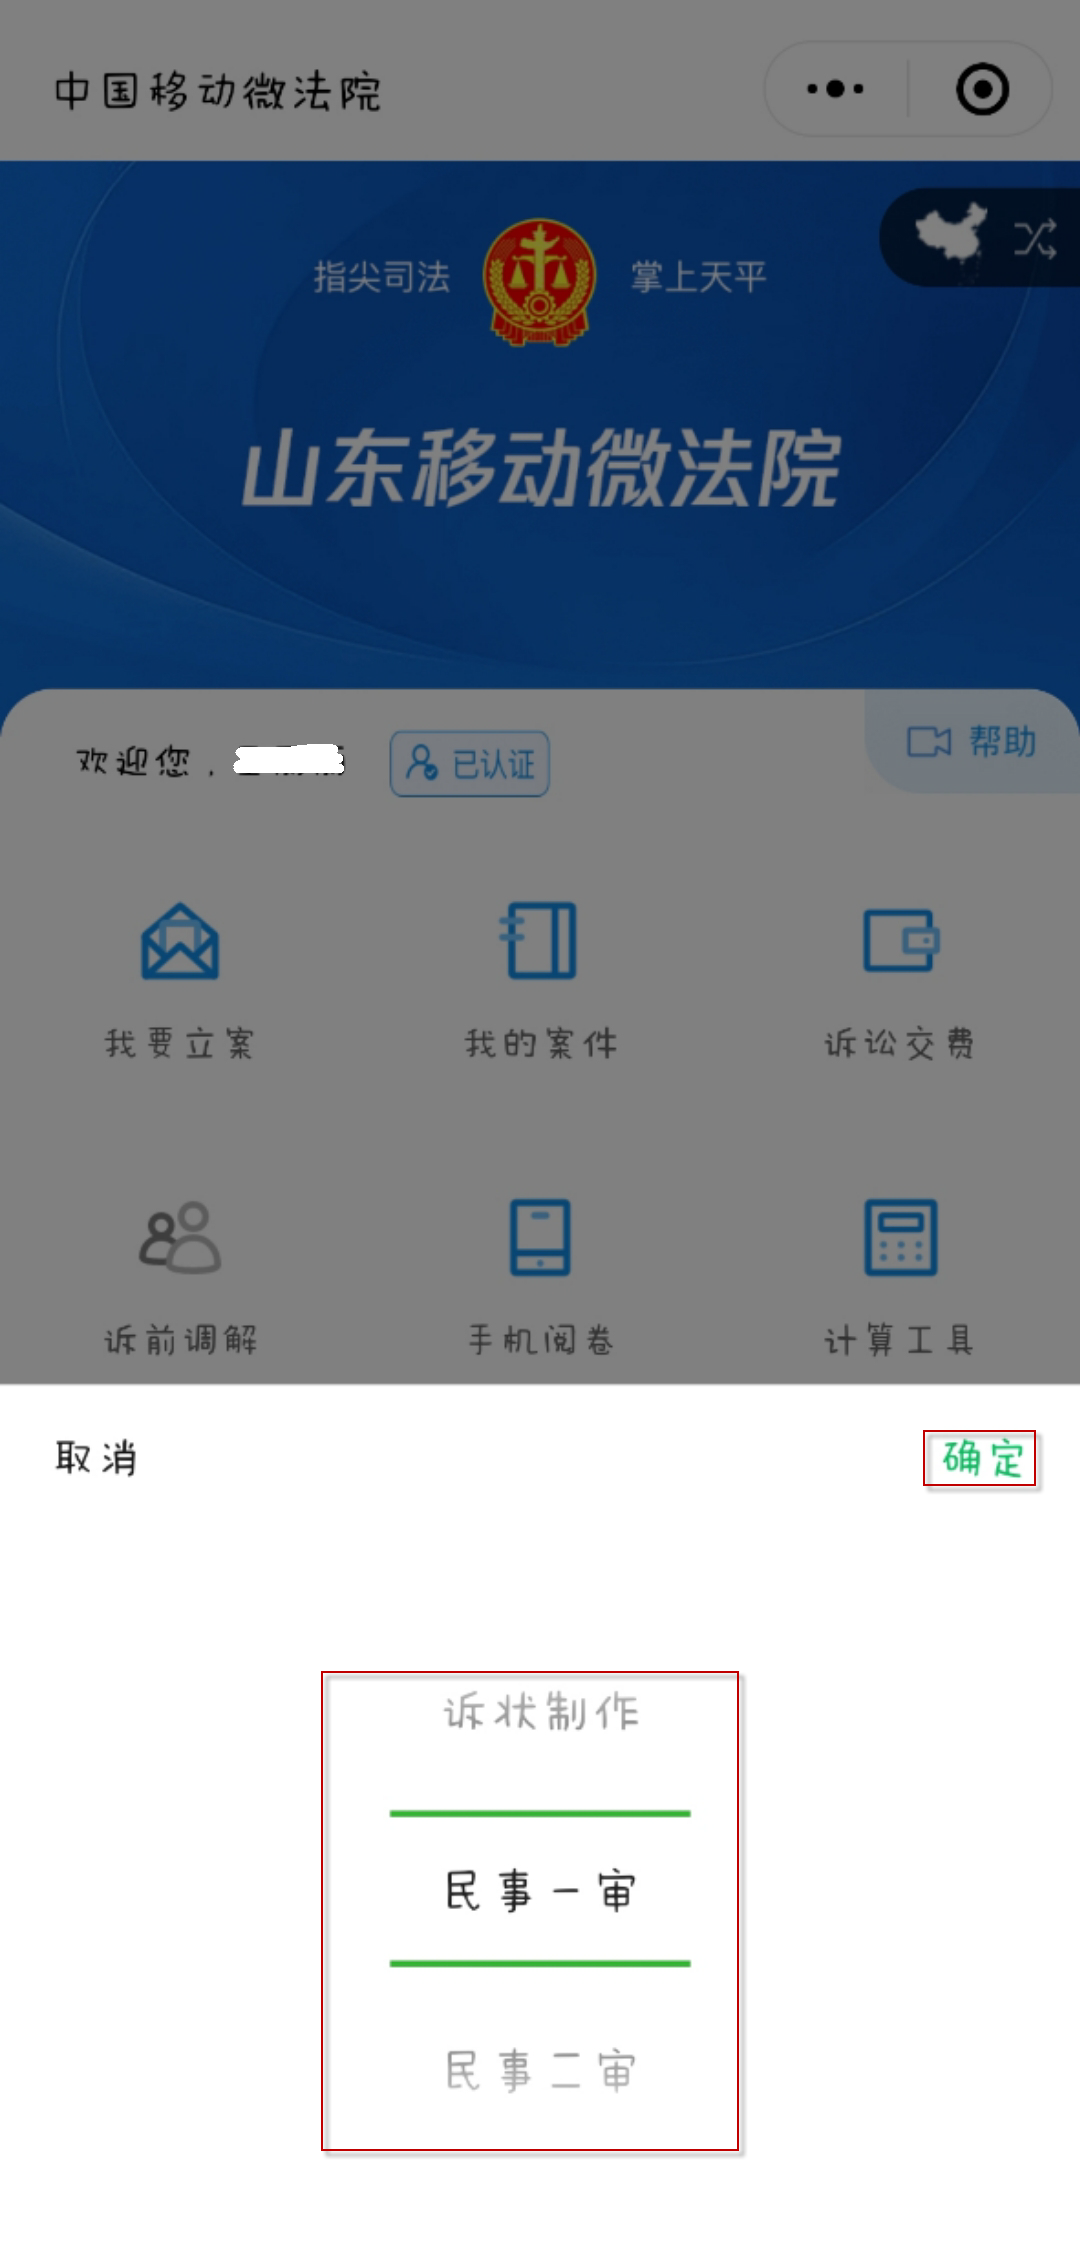 中国移动微法院
指尖司法 掌上天平
山东移动微法院
欢迎您，
已认证
帮助
我要立案 我的案件 诉讼交费
诉前调解 手机阅卷 计算工具
取消 确定
诉状制作
民事一审
民事二审